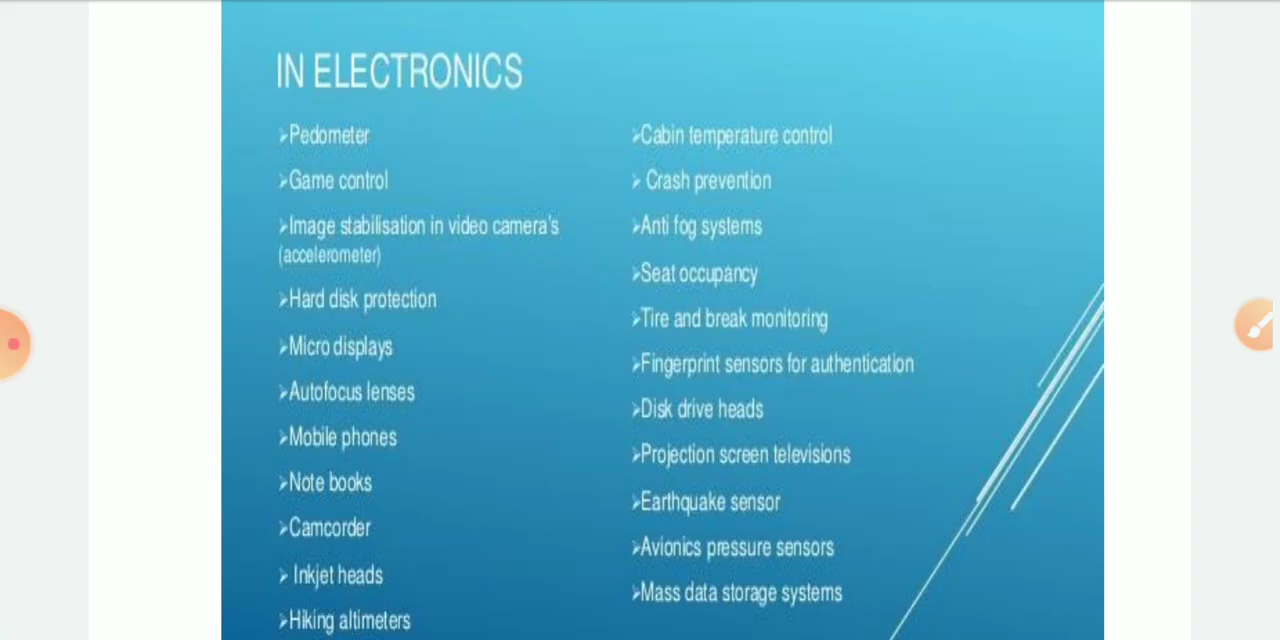 IN ELECTRONICS
➢Pedometer
➢Game control
➢Image stabilisation in video camera's
(accelerometer)
➢Hard disk protection
➢Micro displays
➢Autofocus lenses
➢Mobile phones
➢Note books
➢Camcorder
➢ Inkjet heads
➢Hiking altimeters
➢Cabin temperature control
➢ Crash prevention
➢Anti fog systems
➢Seat occupancy
➢Tire and break monitoring
➢Fingerprint sensors for authentication
➢Disk drive heads
➢Projection screen televisions
➢Earthquake sensor
➢Avionics pressure sensors
➢Mass data storage systems